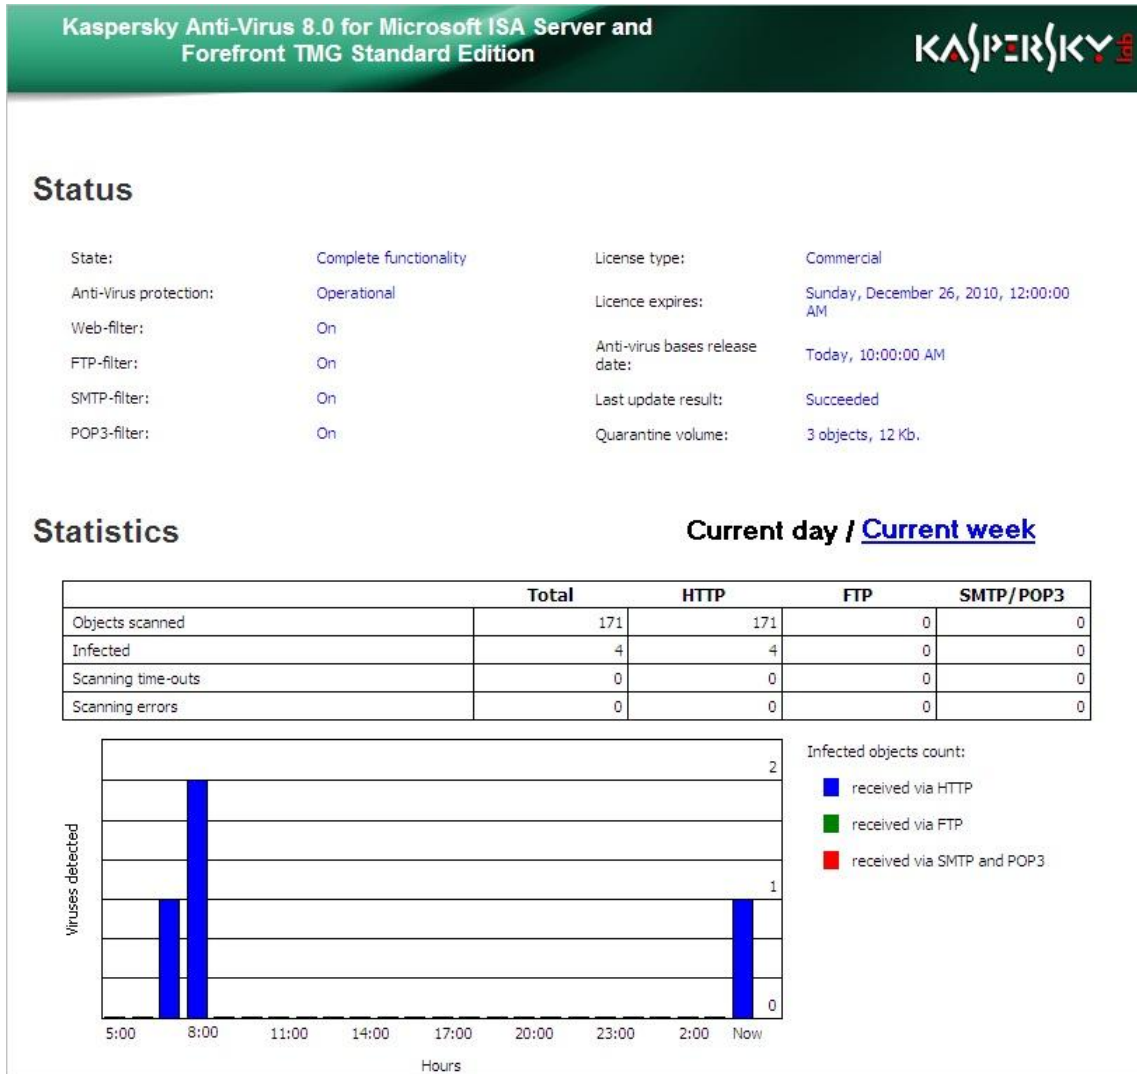 Kaspersky Anti-Virus 8.0 for Microsoft ISA Server and
Forefront TMG Standard Edition
KASPERSKY lab
Status
State: Complete functionality
Anti-Virus protection: Operational
Web-filter: On
FTP-filter: On
SMTP-filter: On
POP3-filter: On
License type: Commercial
Licence expires: Sunday, December 26, 2010, 12:00:00
AM
Anti-virus bases release
date: Today, 10:00:00 AM
Last update result: Succeeded
Quarantine volume: 3 objects, 12 Kb.
Statistics
Current day / Current week
Total HTTP FTP SMTP/POP3
Objects scanned 171 171 0 0
Infected 4 4 0 0
Scanning time-outs 0 0 0 0
Scanning errors 0 0 0 0
Viruses detected
2
1
0
5:00 8:00 11:00 14:00 17:00 20:00 23:00 2:00 Now
Hours
Infected objects count:
received via HTTP
received via FTP
received via SMTP and POP3